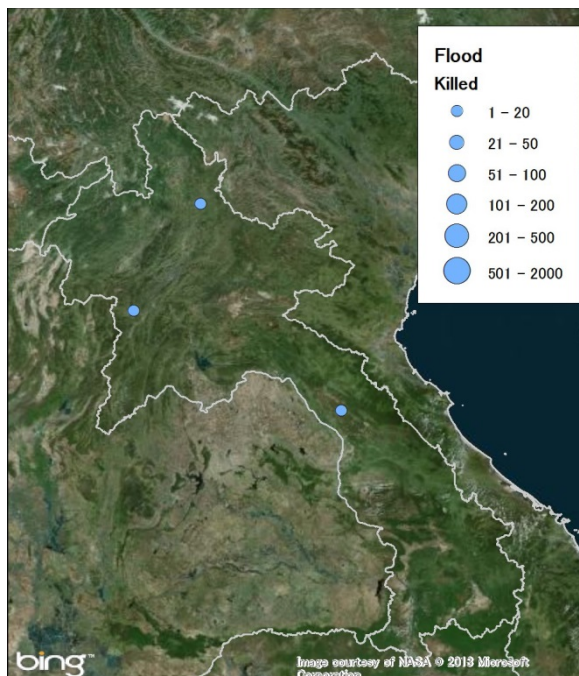 Flood
Killed
1 - 20
21 - 50
51 - 100
101 - 200
201 - 500
501 - 2000
bing™
Image courtesy of NASA © 2013 Microsoft
Corporation